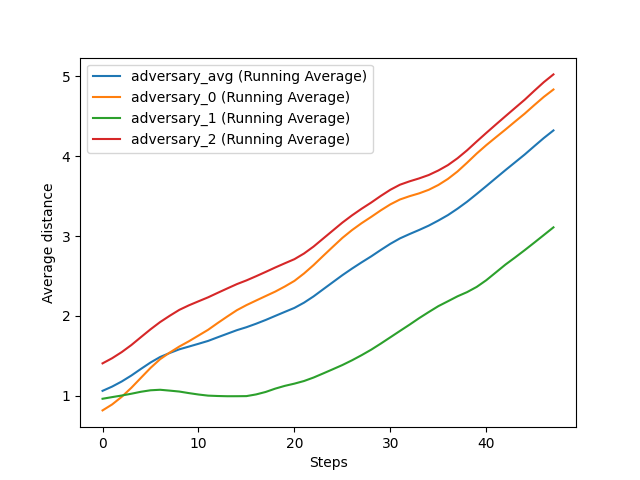 adversary_avg (Running Average)
adversary_0 (Running Average)
adversary_1 (Running Average)
adversary_2 (Running Average)
Average distance
5
4
3
2
1
0 10 20 30 40
Steps